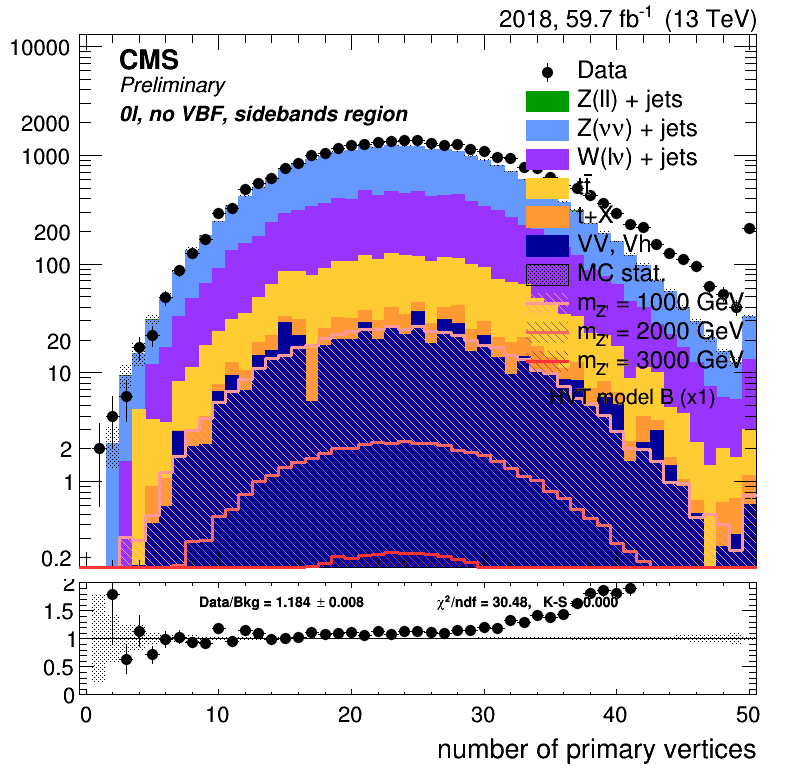 2018, 59.7 fb⁻¹ (13 TeV)
CMS
Preliminary
0l, no VBF, sidebands region
Data
Z(ll) + jets
Z(νν) + jets
W(lν) + jets
tt̄
t+X
VV, Vh
MC stat.
m_Z' = 1000 GeV
m_Z' = 2000 GeV
m_Z' = 3000 GeV
HVT model B (x1)
10000
2000
1000
200
100
20
10
2
1
0.2
Data/Bkg = 1.184 ± 0.008 χ²/ndf = 30.48, K-S = 0.000
2
1.5
1
0.5
0
0 10 20 30 40 50
number of primary vertices